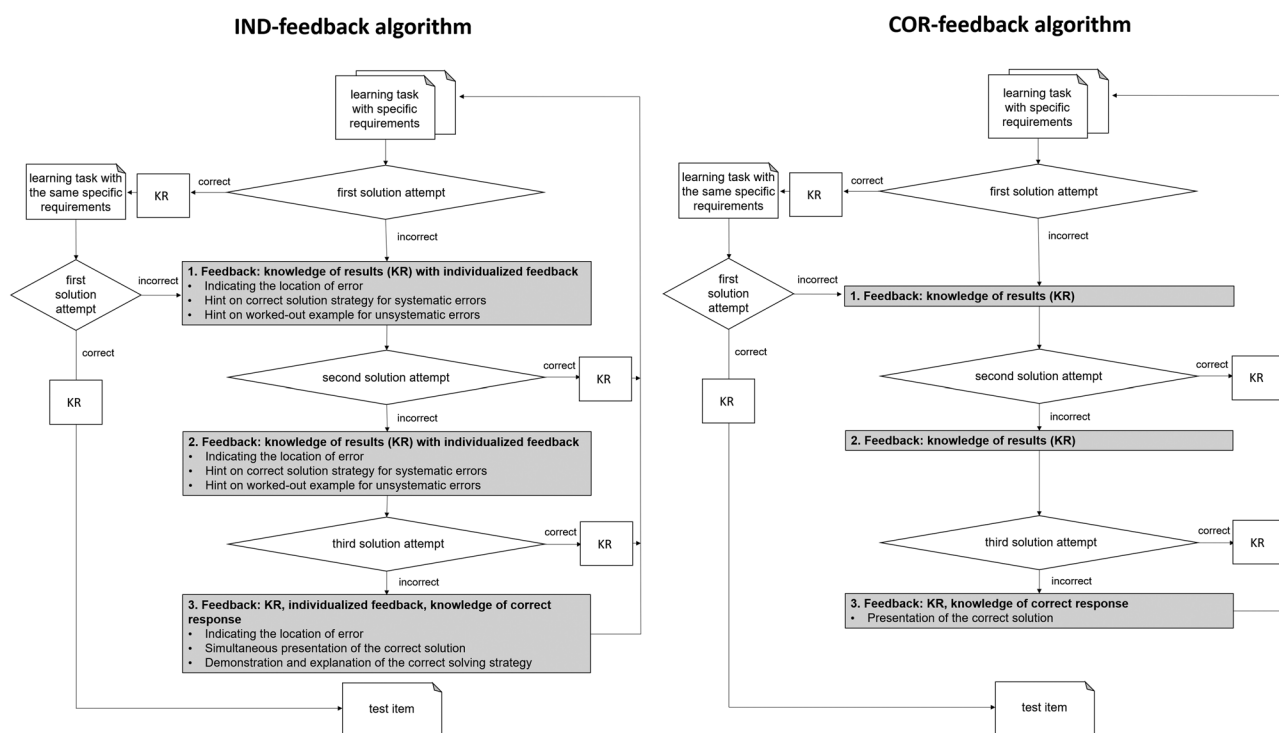 IND-feedback algorithm
learning task
with specific
requirements
first solution attempt
correct
KR
learning task with
the same specific
requirements
incorrect
first
solution
attempt
incorrect
1. Feedback: knowledge of results (KR) with individualized feedback
• Indicating the location of error
• Hint on correct solution strategy for systematic errors
• Hint on worked-out example for unsystematic errors
correct
KR
second solution attempt
correct
KR
incorrect
2. Feedback: knowledge of results (KR) with individualized feedback
• Indicating the location of error
• Hint on correct solution strategy for systematic errors
• Hint on worked-out example for unsystematic errors
third solution attempt
correct
KR
incorrect
3. Feedback: KR, individualized feedback, knowledge of correct
response
• Indicating the location of error
• Simultaneous presentation of the correct solution
• Demonstration and explanation of the correct solving strategy
test item
COR-feedback algorithm
learning task
with specific
requirements
first solution attempt
correct
KR
learning task with
the same specific
requirements
incorrect
first
solution
attempt
incorrect
1. Feedback: knowledge of results (KR)
correct
KR
second solution attempt
correct
KR
incorrect
2. Feedback: knowledge of results (KR)
third solution attempt
correct
KR
incorrect
3. Feedback: KR, knowledge of correct response
• Presentation of the correct solution
test item